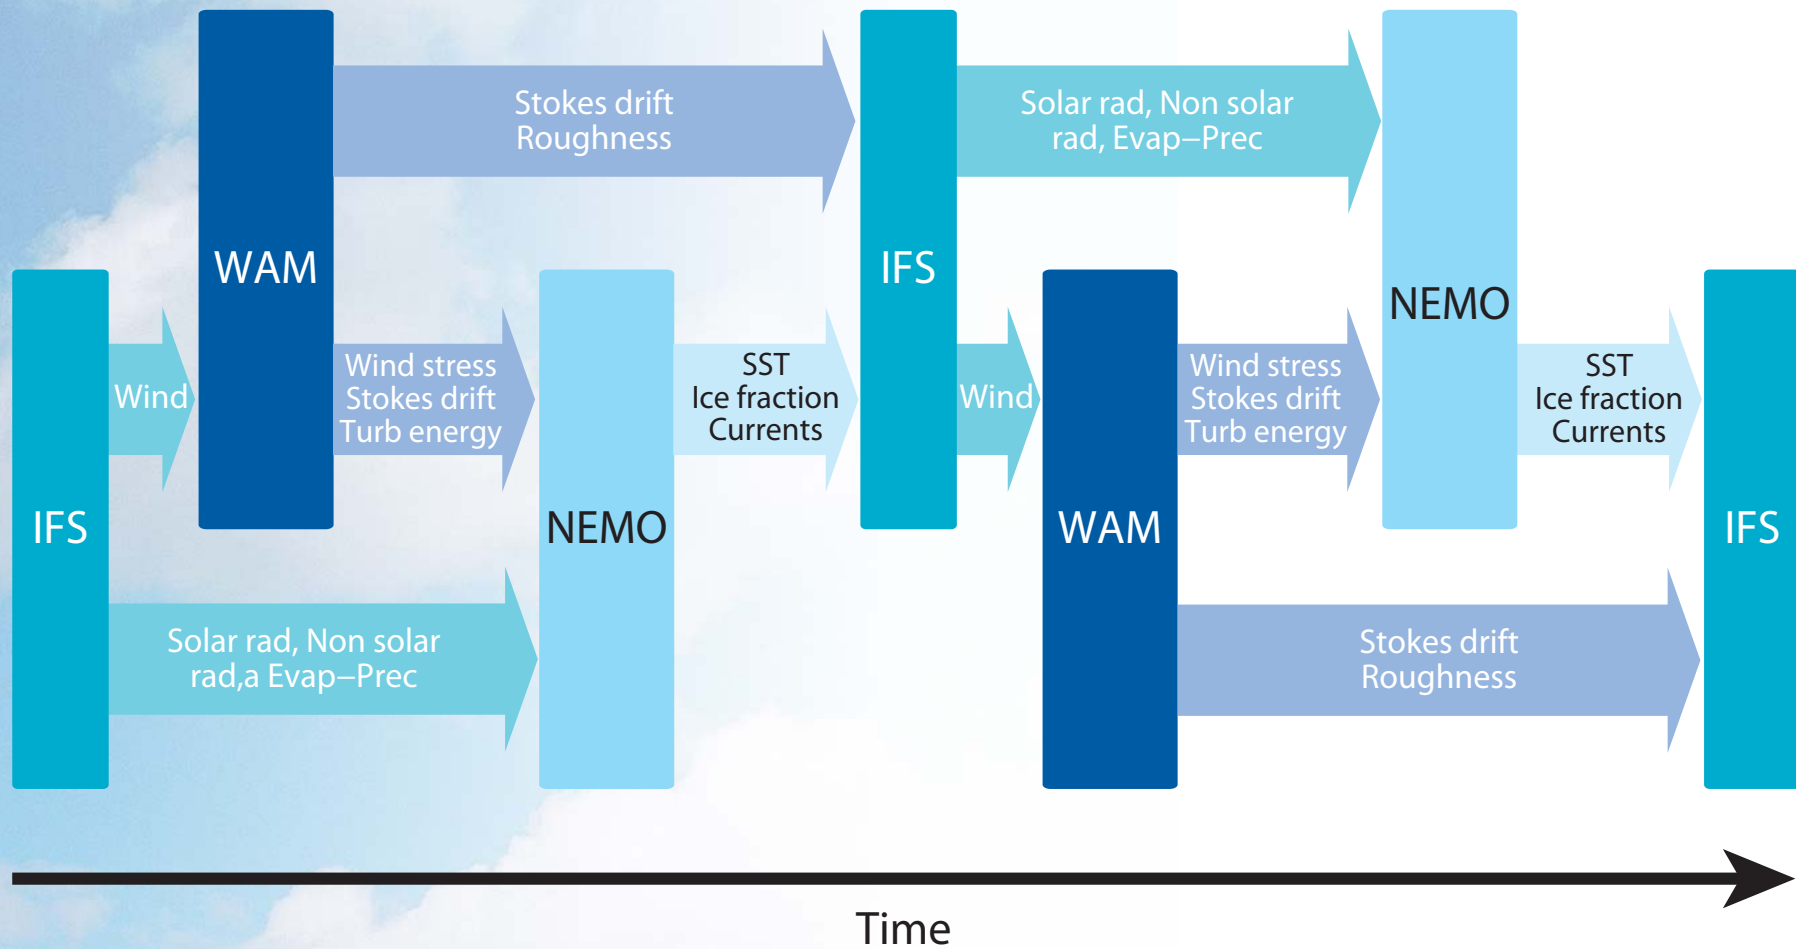 Stokes drift
Roughness
Solar rad, Non solar
rad, Evap–Prec
WAM
IFS
NEMO
Wind
Wind stress
Stokes drift
Turb energy
SST
Ice fraction
Currents
Wind
Wind stress
Stokes drift
Turb energy
SST
Ice fraction
Currents
IFS
NEMO
WAM
IFS
Solar rad, Non solar
rad,a Evap–Prec
Stokes drift
Roughness
Time